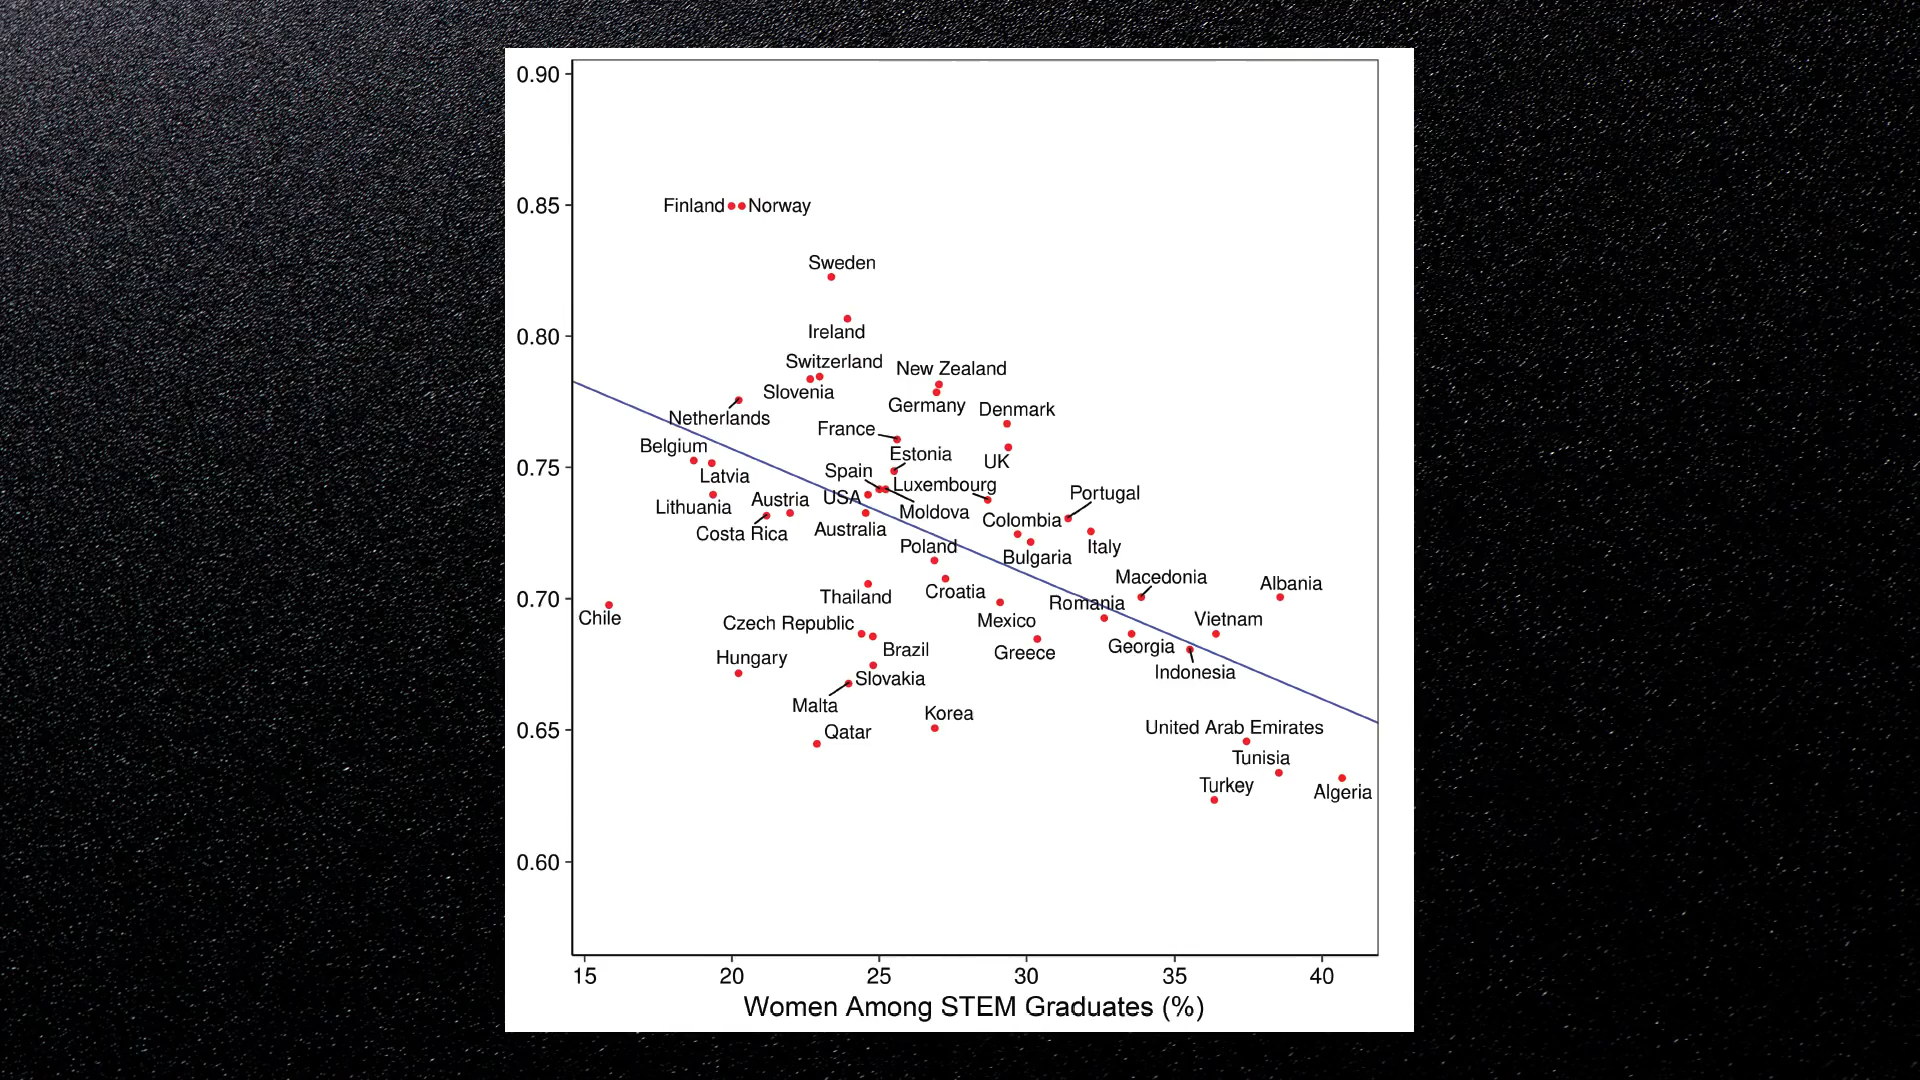 0.90
0.85
0.80
0.75
0.70
0.65
0.60
Finland
Norway
Sweden
Ireland
Switzerland
Slovenia
New Zealand
Germany
Netherlands
Denmark
France
Belgium
Estonia
UK
Latvia
Spain
Luxembourg
Lithuania
Austria
USA
Moldova
Portugal
Costa Rica
Australia
Colombia
Poland
Bulgaria
Italy
Thailand
Croatia
Macedonia
Albania
Chile
Mexico
Romania
Vietnam
Czech Republic
Brazil
Greece
Georgia
Hungary
Slovakia
Indonesia
Malta
Korea
Qatar
United Arab Emirates
Tunisia
Turkey
Algeria
15 20 25 30 35 40
Women Among STEM Graduates (%)